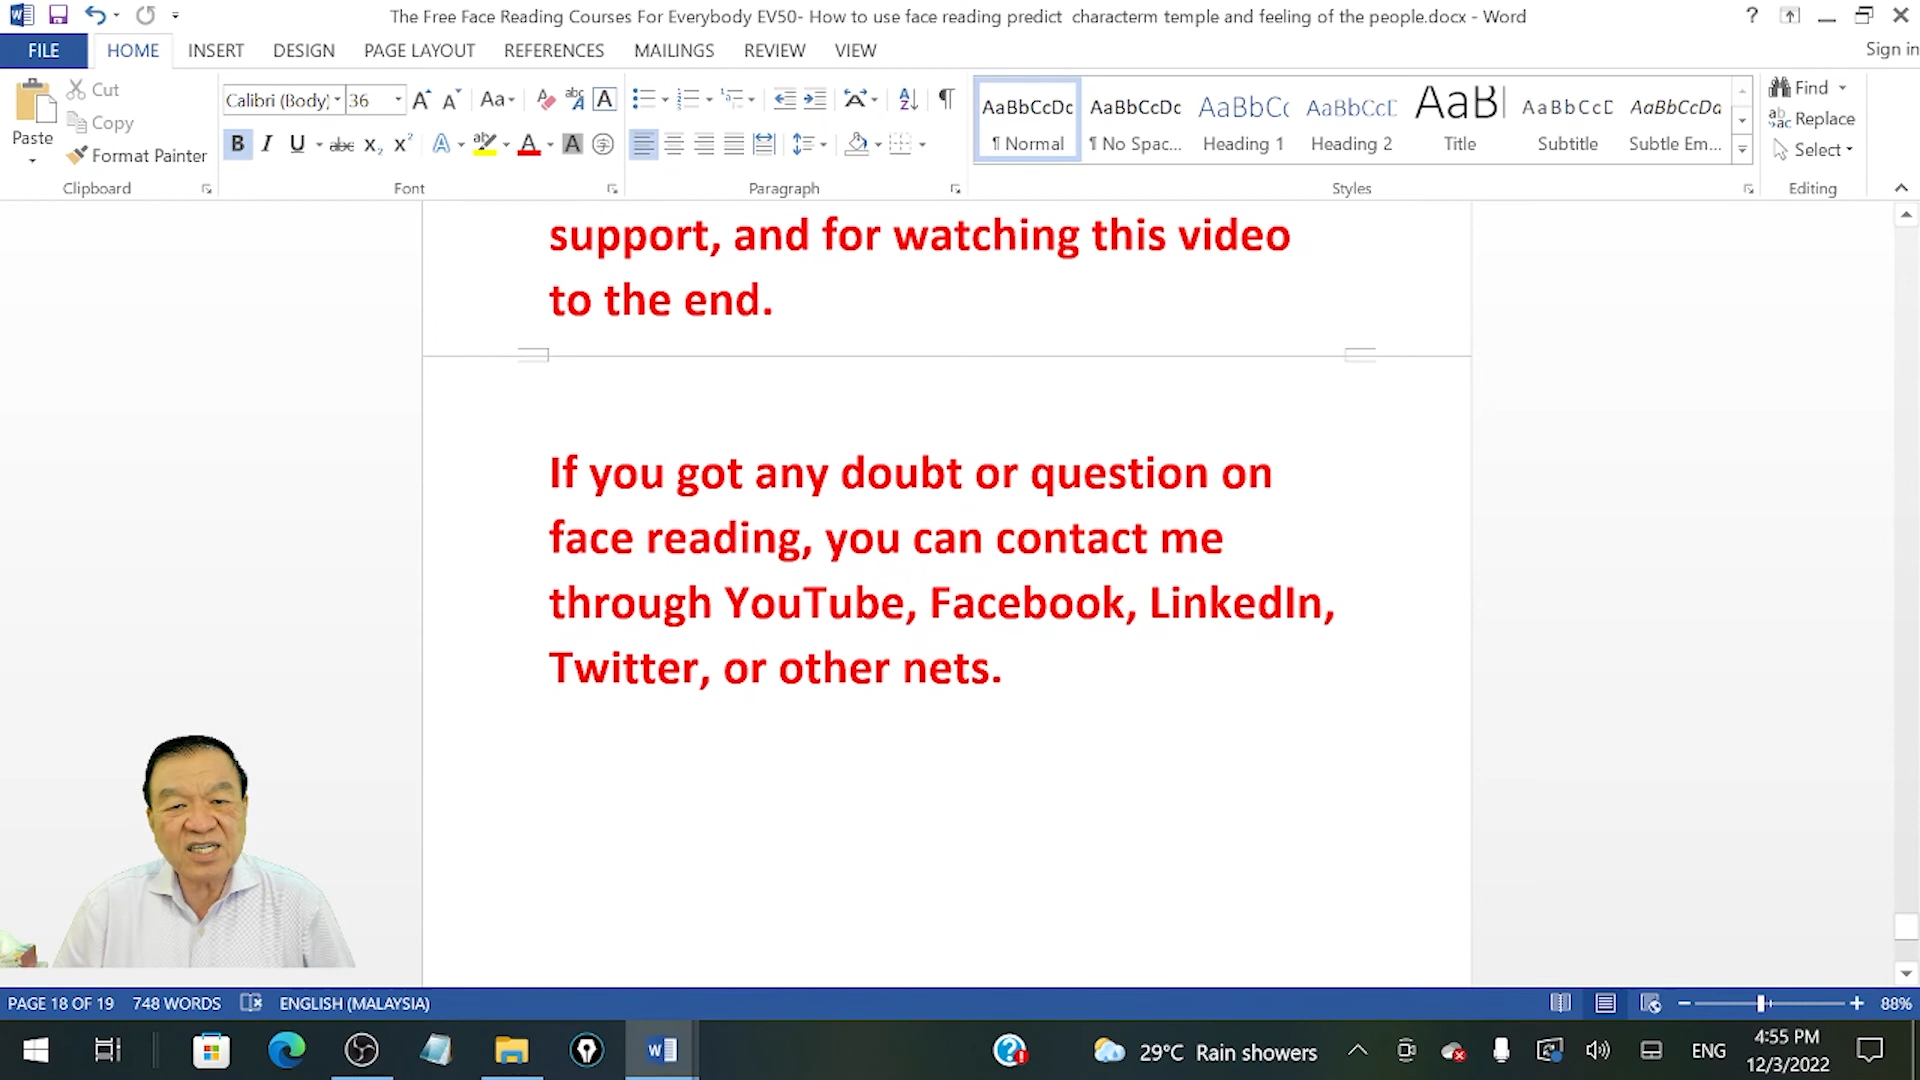 The Free Face Reading Courses For Everybody EV50- How to use face reading predict  characterm temple and feeling of the people.docx - Word
Sign in
FILE HOME INSERT DESIGN PAGE LAYOUT REFERENCES MAILINGS REVIEW VIEW
Paste
Cut
Copy
Format Painter
Clipboard
Calibri (Body) 36
Font
Paragraph
AaBbCcDc AaBbCcDc AaBbCc AaBbCcD AaB AaBbCcD AaBbCcDa
¶ Normal ¶ No Spac... Heading 1 Heading 2 Title Subtitle Subtle Em...
Styles
Find
Replace
Select
Editing
support, and for watching this video
to the end.
If you got any doubt or question on
face reading, you can contact me
through YouTube, Facebook, LinkedIn,
Twitter, or other nets.
PAGE 18 OF 19 748 WORDS ENGLISH (MALAYSIA) 88%
29°C Rain showers ENG 4:55 PM
12/3/2022